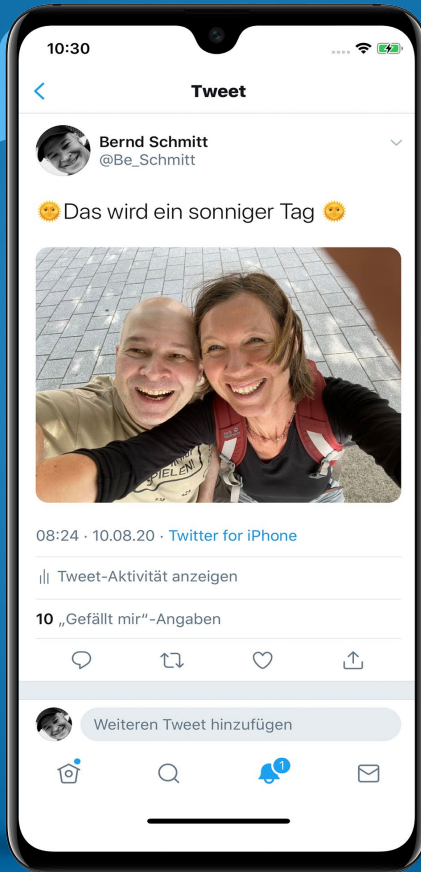 10:30
Tweet
Bernd Schmitt
@Be_Schmitt
🌞Das wird ein sonniger Tag 🌞
SPIELEN!
08:24 · 10.08.20 · Twitter for iPhone
Tweet-Aktivität anzeigen
10 „Gefällt mir“-Angaben
Weiteren Tweet hinzufügen
1